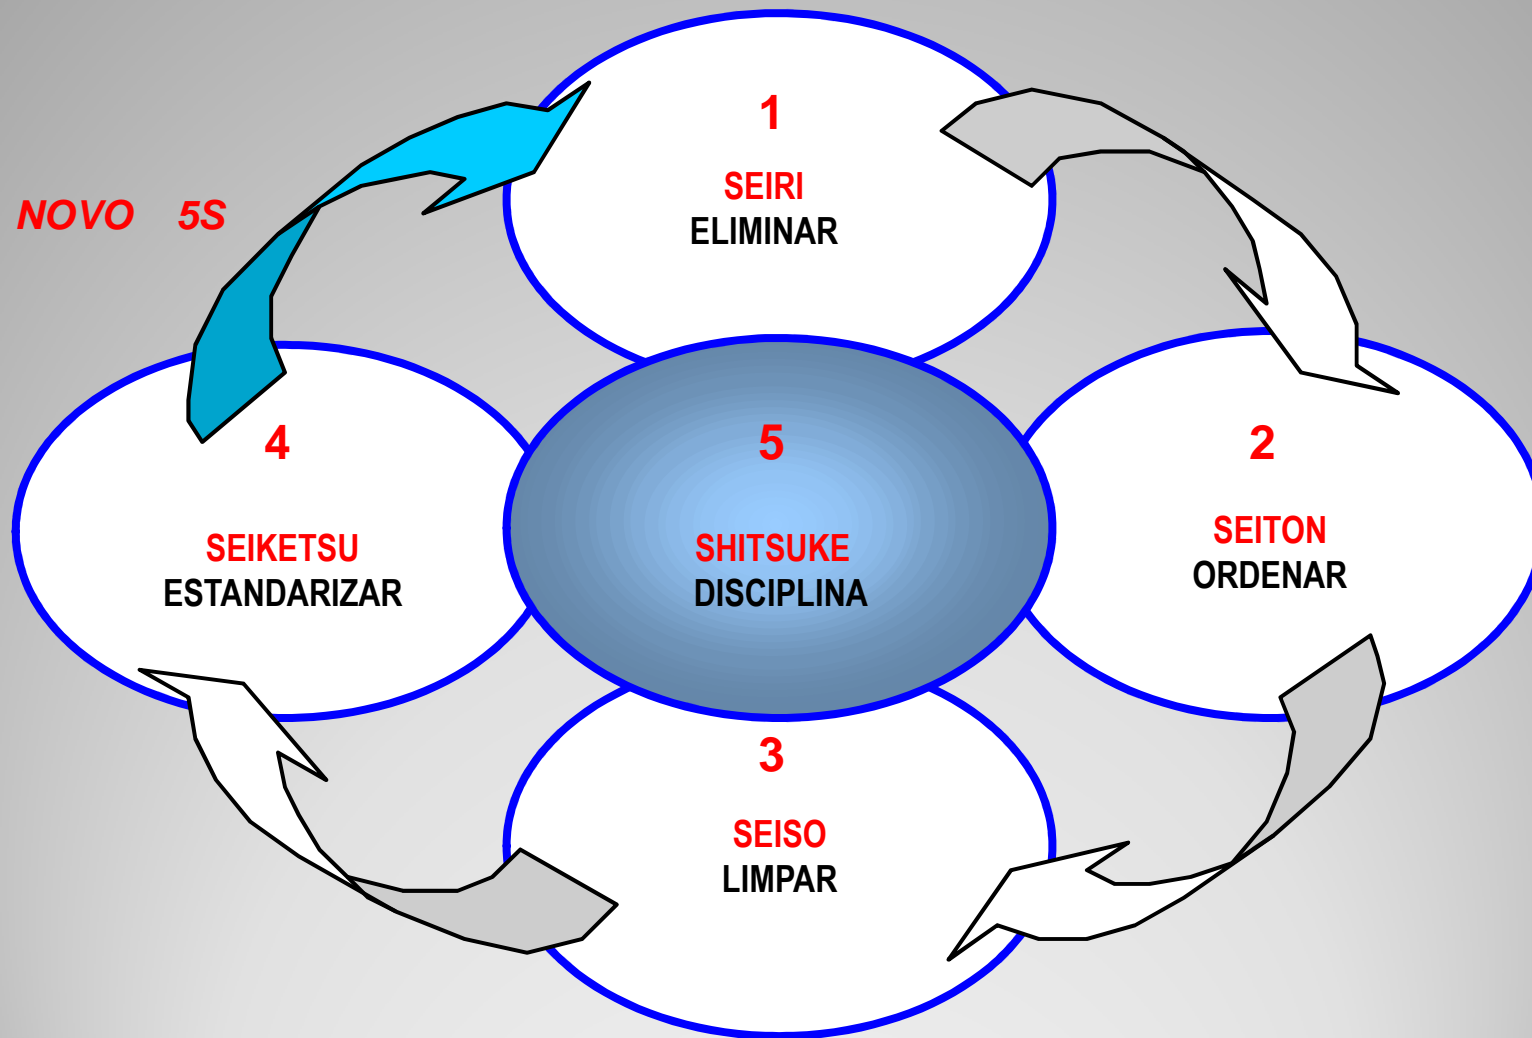 NOVO 5S
1
SEIRI
ELIMINAR
2
SEITON
ORDENAR
3
SEISO
LIMPAR
4
SEIKETSU
ESTANDARIZAR
5
SHITSUKE
DISCIPLINA